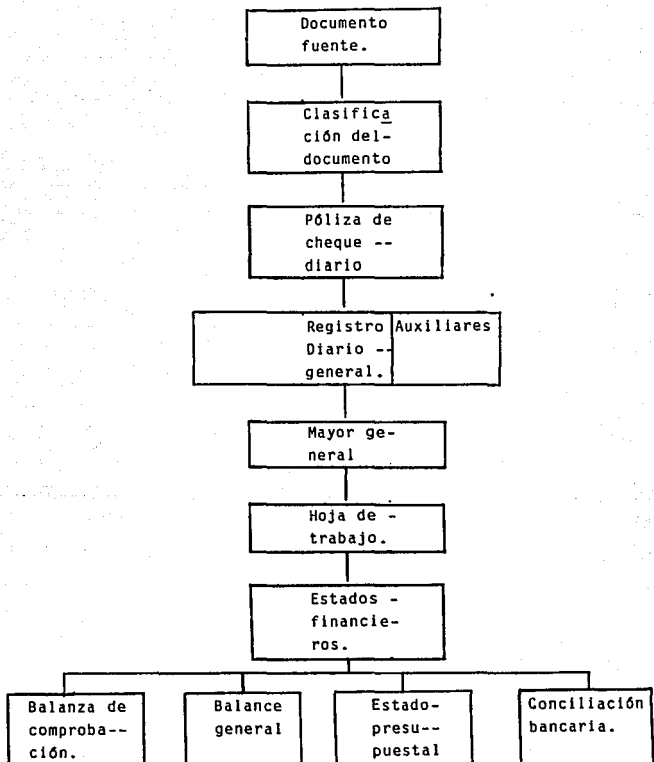 Documento
fuente.
Clasifica
ción del-
documento
Póliza de
cheque --
diario
Registro
Diario --
general.
Auxiliares
Mayor ge-
neral
Hoja de -
trabajo.
Estados -
financie-
ros.
Balanza de
comproba--
ción.
Balance
general
Estado-
presu--
puestal
Conciliación
bancaria.